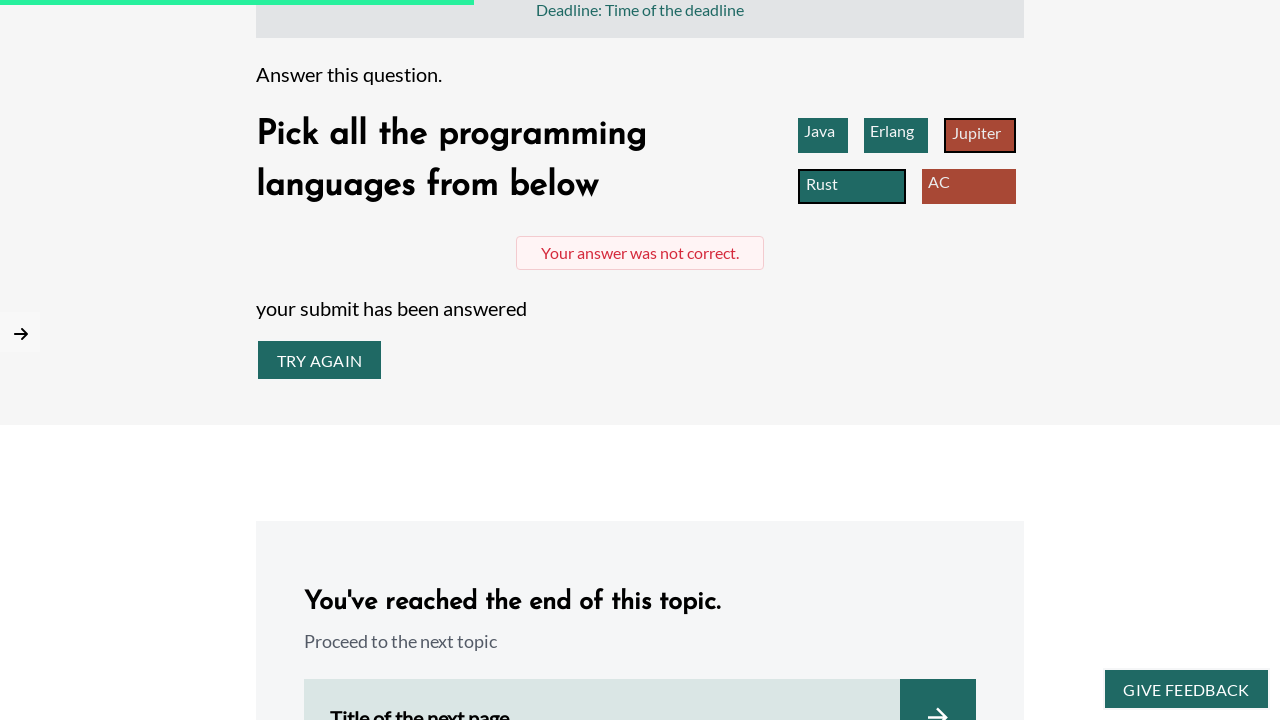 Deadline: Time of the deadline
Answer this question.
Pick all the programming
languages from below
Java
Erlang
Jupiter
Rust
AC
Your answer was not correct.
your submit has been answered
TRY AGAIN
You've reached the end of this topic.
Proceed to the next topic
Title of the next page
GIVE FEEDBACK